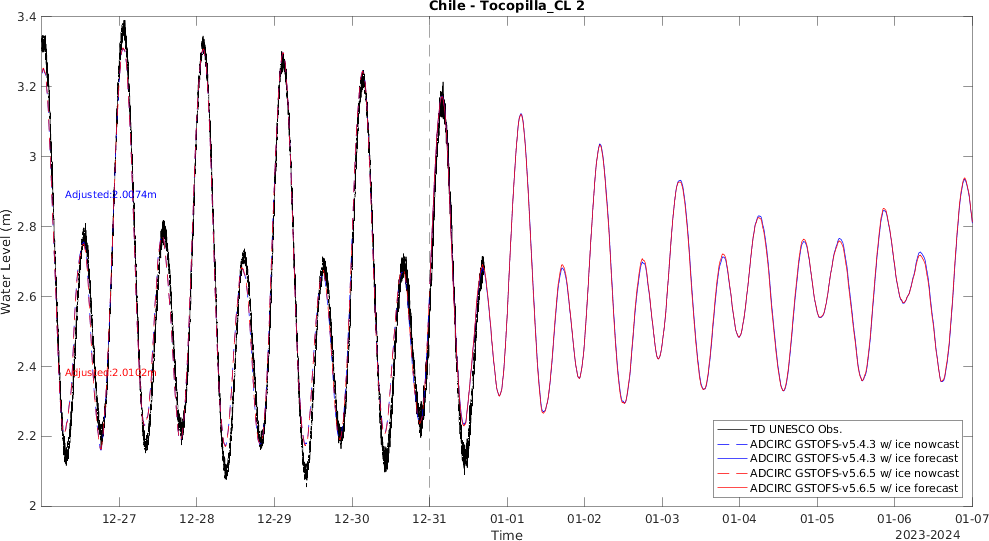 Chile - Tocopilla_CL 2
3.4
3.2
3
2.8
2.6
2.4
2.2
2
Water Level (m)
Adjusted:2.0074m
Adjusted:2.0102m
TD UNESCO Obs.
ADCIRC GSTOFS-v5.4.3 w/ ice nowcast
ADCIRC GSTOFS-v5.4.3 w/ ice forecast
ADCIRC GSTOFS-v5.6.5 w/ ice nowcast
ADCIRC GSTOFS-v5.6.5 w/ ice forecast
12-27 12-28 12-29 12-30 12-31 01-01 01-02 01-03 01-04 01-05 01-06 01-07
Time
2023-2024